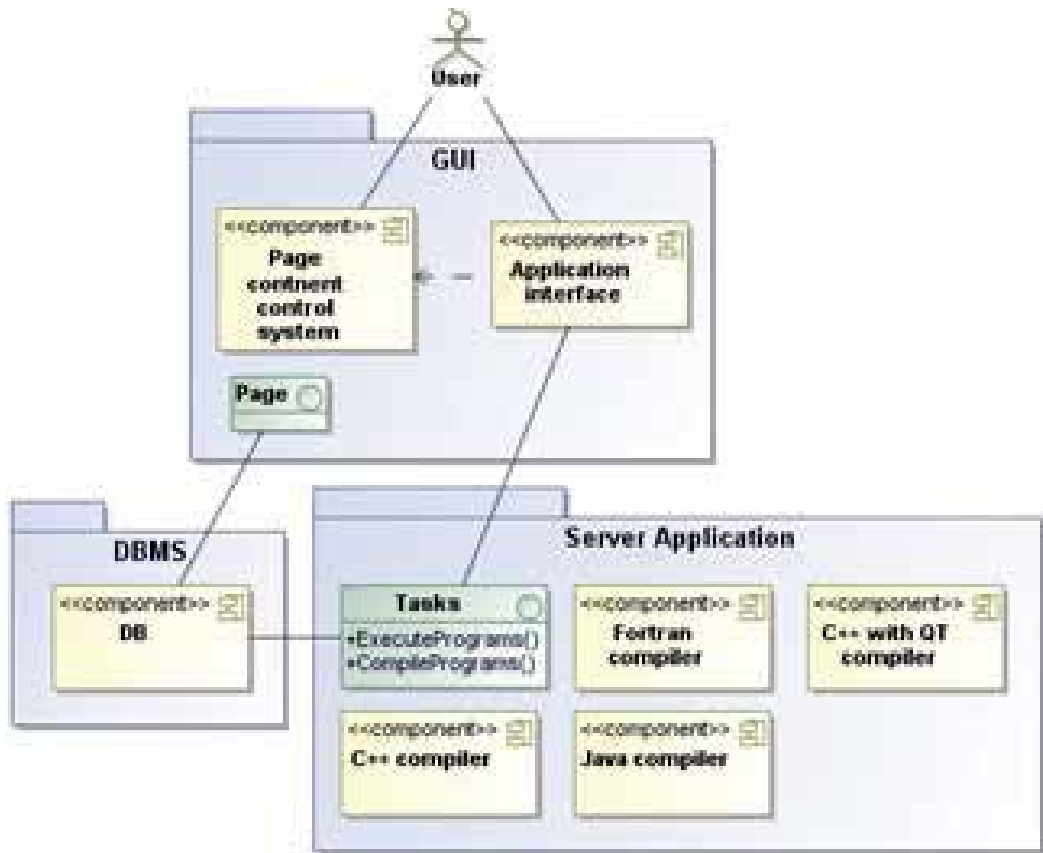 User
GUI
<<component>>
Page
contnent
control
system
<<component>>
Application
interface
Page
DBMS
<<component>>
DB
Server Application
Tasks
+ExecutePrograms()
+CompilePrograms()
<<component>>
Fortran
compiler
<<component>>
C++ with QT
compiler
<<component>>
C++ compiler
<<component>>
Java compiler